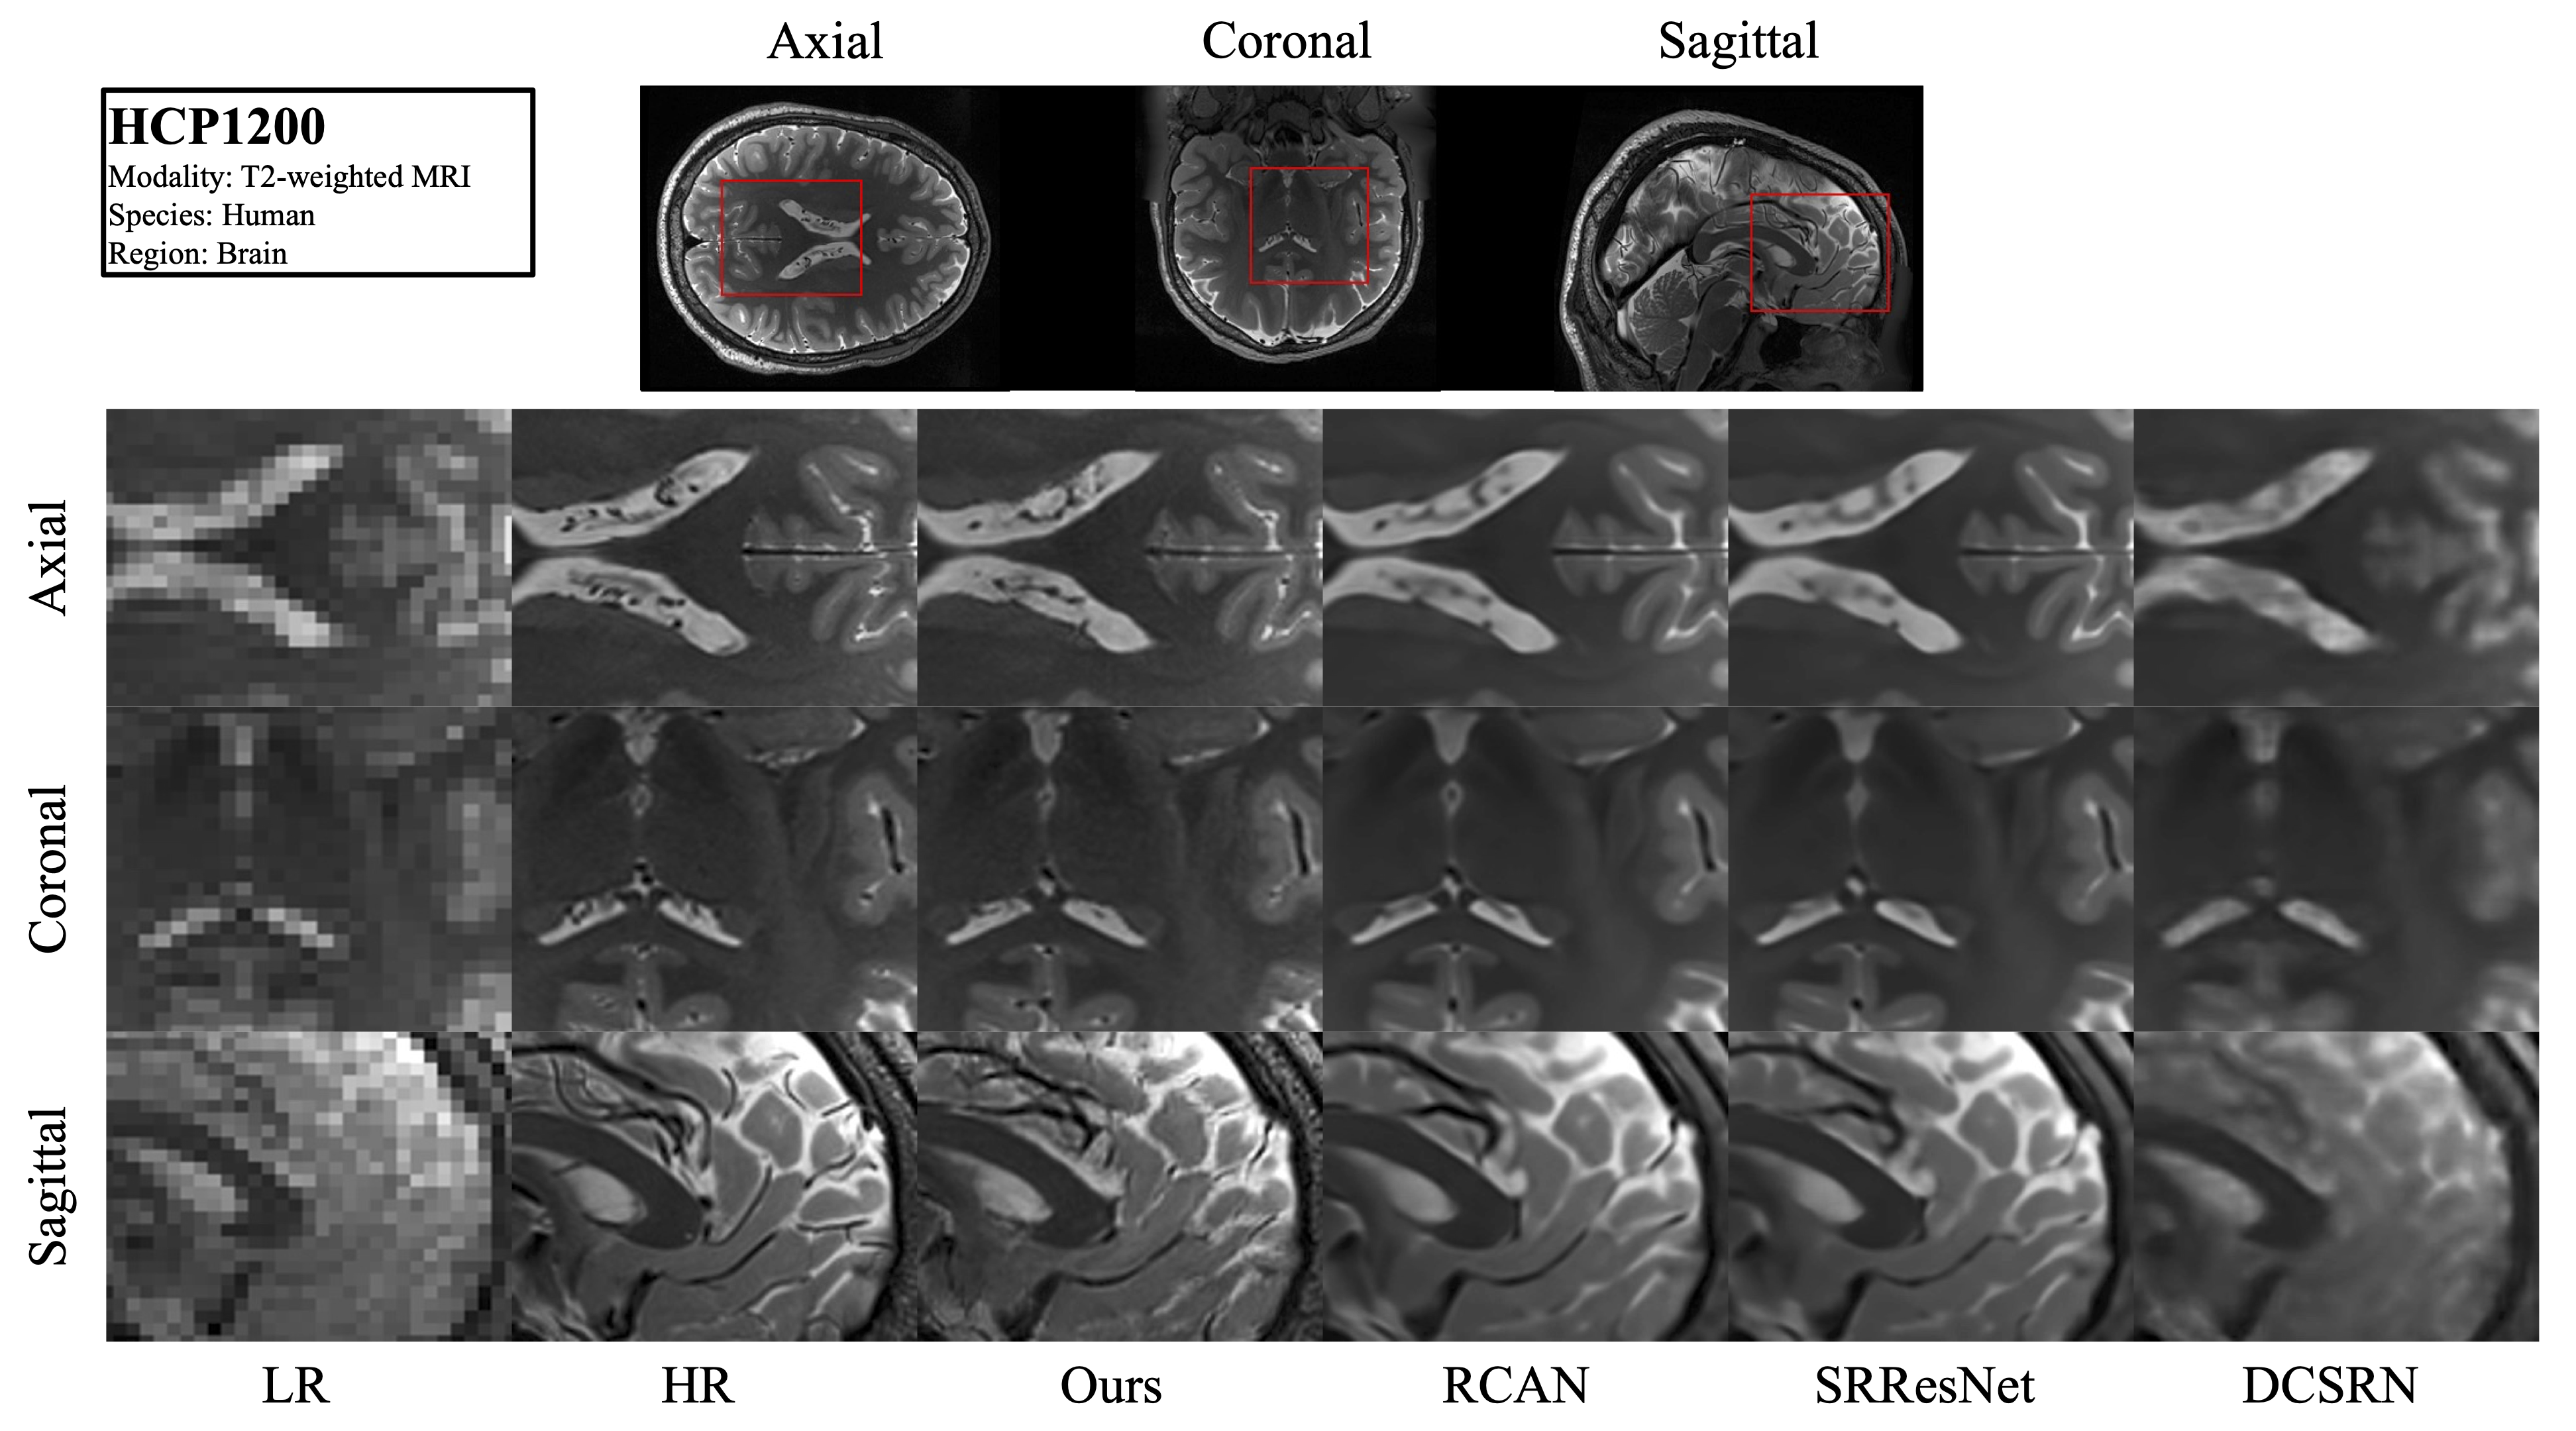 Axial Coronal Sagittal
HCP1200
Modality: T2-weighted MRI
Species: Human
Region: Brain
Axial
Coronal
Sagittal
LR HR Ours RCAN SRResNet DCSRN